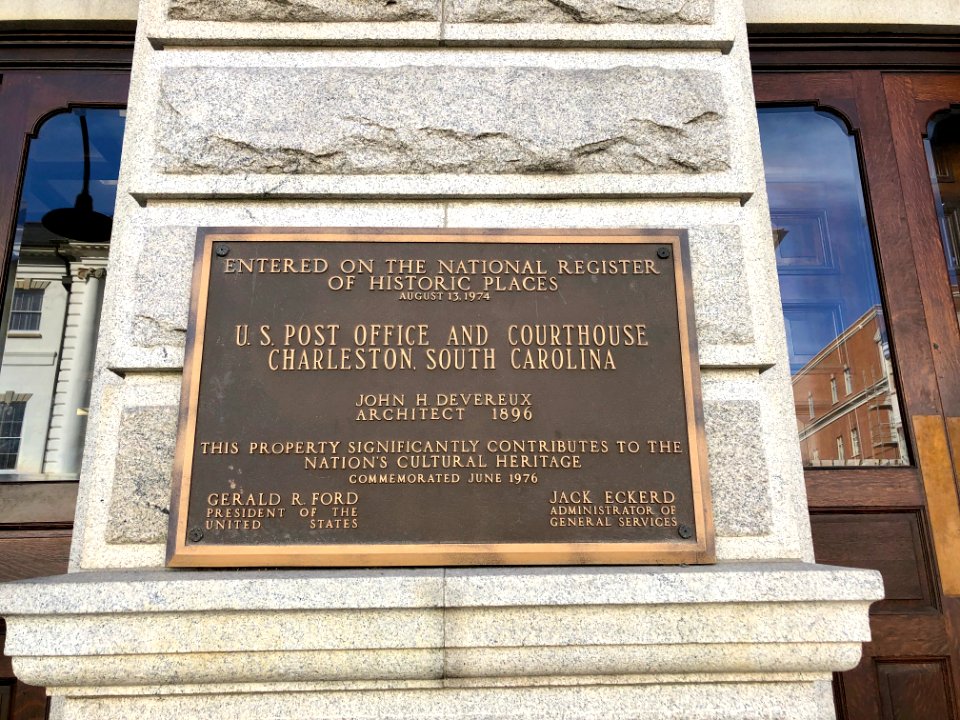 ENTERED ON THE NATIONAL REGISTER
OF HISTORIC PLACES
AUGUST 13, 1974
U. S. POST OFFICE AND COURTHOUSE
CHARLESTON, SOUTH CAROLINA
JOHN H DEVEREUX
ARCHITECT 1896
THIS PROPERTY SIGNIFICANTLY CONTRIBUTES TO THE
NATION'S CULTURAL HERITAGE
COMMEMORATED JUNE 1976
GERALD R. FORD
PRESIDENT OF THE
UNITED STATES
JACK ECKERD
ADMINISTRATOR OF
GENERAL SERVICES